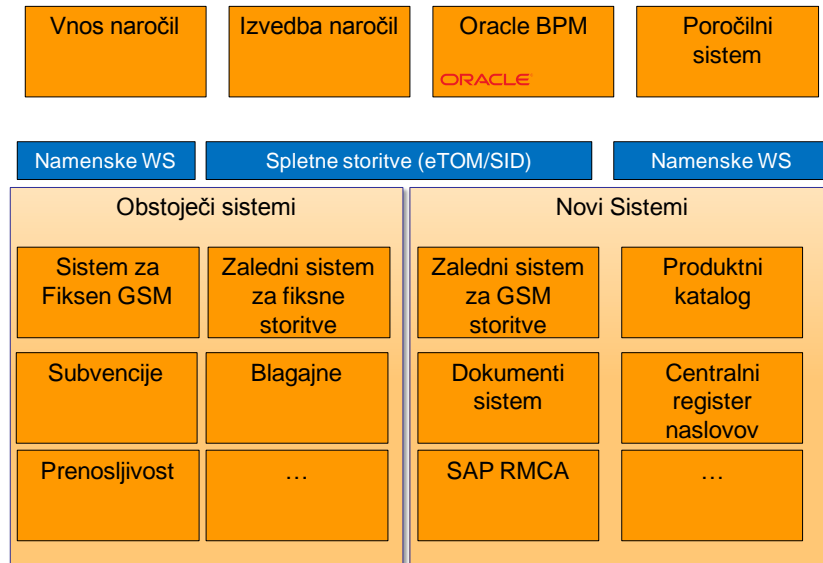 Vnos naročil
Izvedba naročil
Oracle BPM
ORACLE
Poročilni
sistem
Namenske WS
Spletne storitve (eTOM/SID)
Namenske WS
Obstoječi sistemi
Sistem za
Fiksen GSM
Zaledni sistem
za fiksne
storitve
Subvencije
Blagajne
Prenosljivost
…
Novi Sistemi
Zaledni sistem
za GSM
storitve
Produktni
katalog
Dokumenti
sistem
Centralni
register
naslovov
SAP RMCA
…